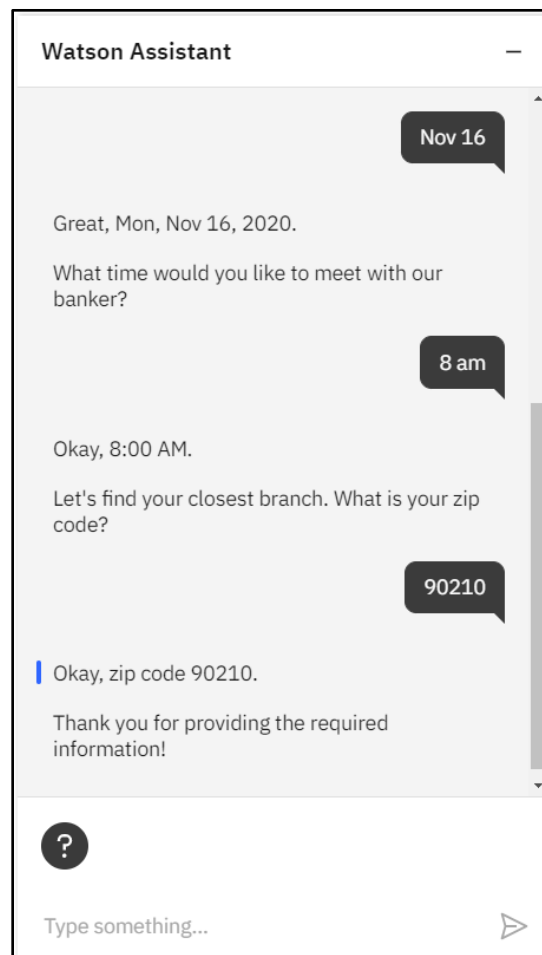 Watson Assistant
Nov 16
Great, Mon, Nov 16, 2020.
What time would you like to meet with our
banker?
8 am
Okay, 8:00 AM.
Let's find your closest branch. What is your zip
code?
90210
Okay, zip code 90210.
Thank you for providing the required
information!
?
Type something...